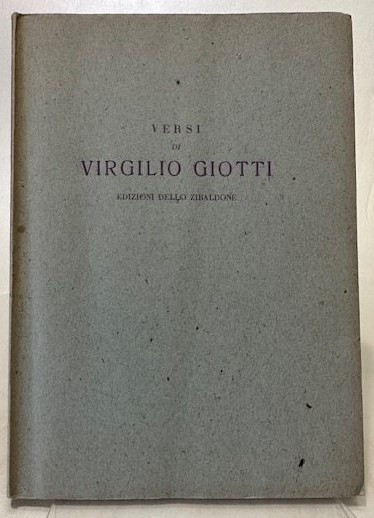 VERSI
DI
VIRGILIO GIOTTI
EDIZIONI DELLO ZIBALDONE